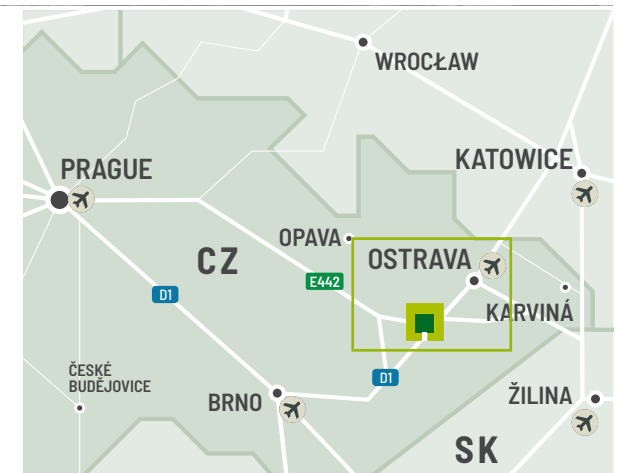 WROCŁAW
KATOWICE
PRAGUE
OPAVA
OSTRAVA
CZ
E442
D1
KARVINÁ
ČESKÉ
BUDĚJOVICE
D1
BRNO
ŽILINA
SK